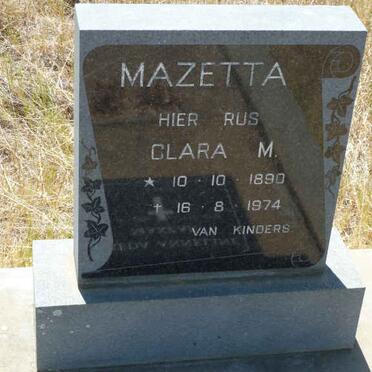 MAZETTA
HIER RUS
CLARA M.
* 10 - 10 - 1890
† 16 - 8 - 1974
VAN KINDERS